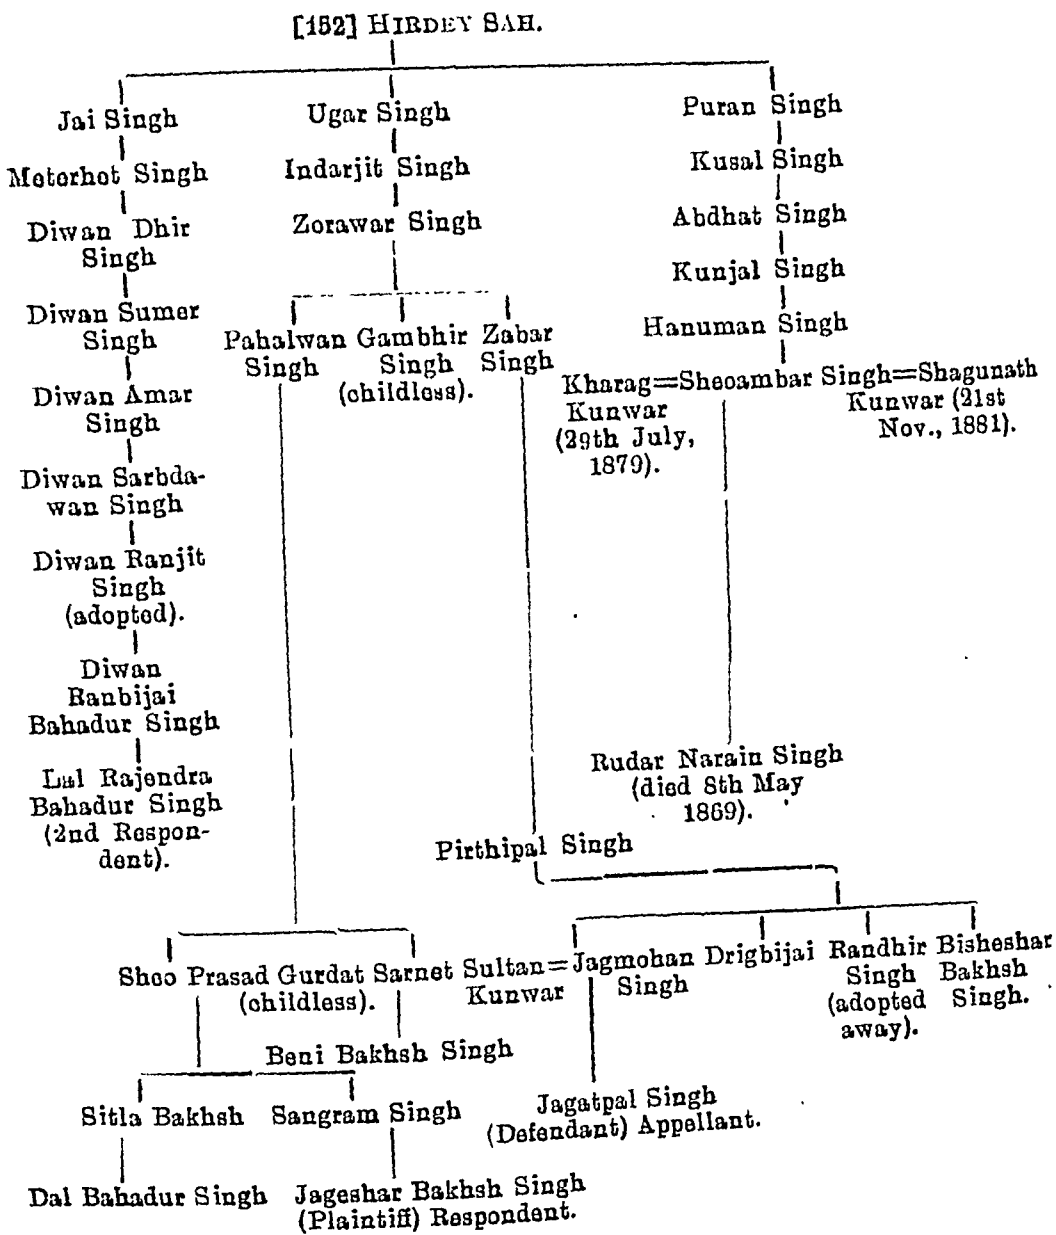 [152] HIRDEY SAH.
Jai Singh
Ugar Singh
Puran Singh
Moterhot Singh
Indarjit Singh
Kusal Singh
Diwan Dhir
Singh
Zorawar Singh
Abdhat Singh
Kunjal Singh
Diwan Sumer
Singh
Pahalwan
Singh
Gambhir
Singh
(childless).
Zabar
Singh
Hanuman Singh
Kharag=Sheoambar Singh=Shagunath
Kunwar
(29th July,
1879).
Kunwar (21st
Nov., 1881).
Diwan Amar
Singh
Diwan Sarbda-
wan Singh
Diwan Ranjit
Singh
(adopted).
Diwan
Ranbijai
Bahadur Singh
Lal Rajendra
Bahadur Singh
(2nd Respon-
dent).
Rudar Narain Singh
(died 8th May
1869).
Pirthipal Singh
Sheo Prasad Gurdat Sarnet
(childless).
Sultan=Jagmohan
Kunwar Singh
Drigbijai
Randhir
Singh
(adopted
away).
Bisheshar
Bakhsh
Singh.
Beni Bakhsh Singh
Sitla Bakhsh
Sangram Singh
Jagatpal Singh
(Defendant) Appellant.
Dal Bahadur Singh
Jageshar Bakhsh Singh
(Plaintiff) Respondent.